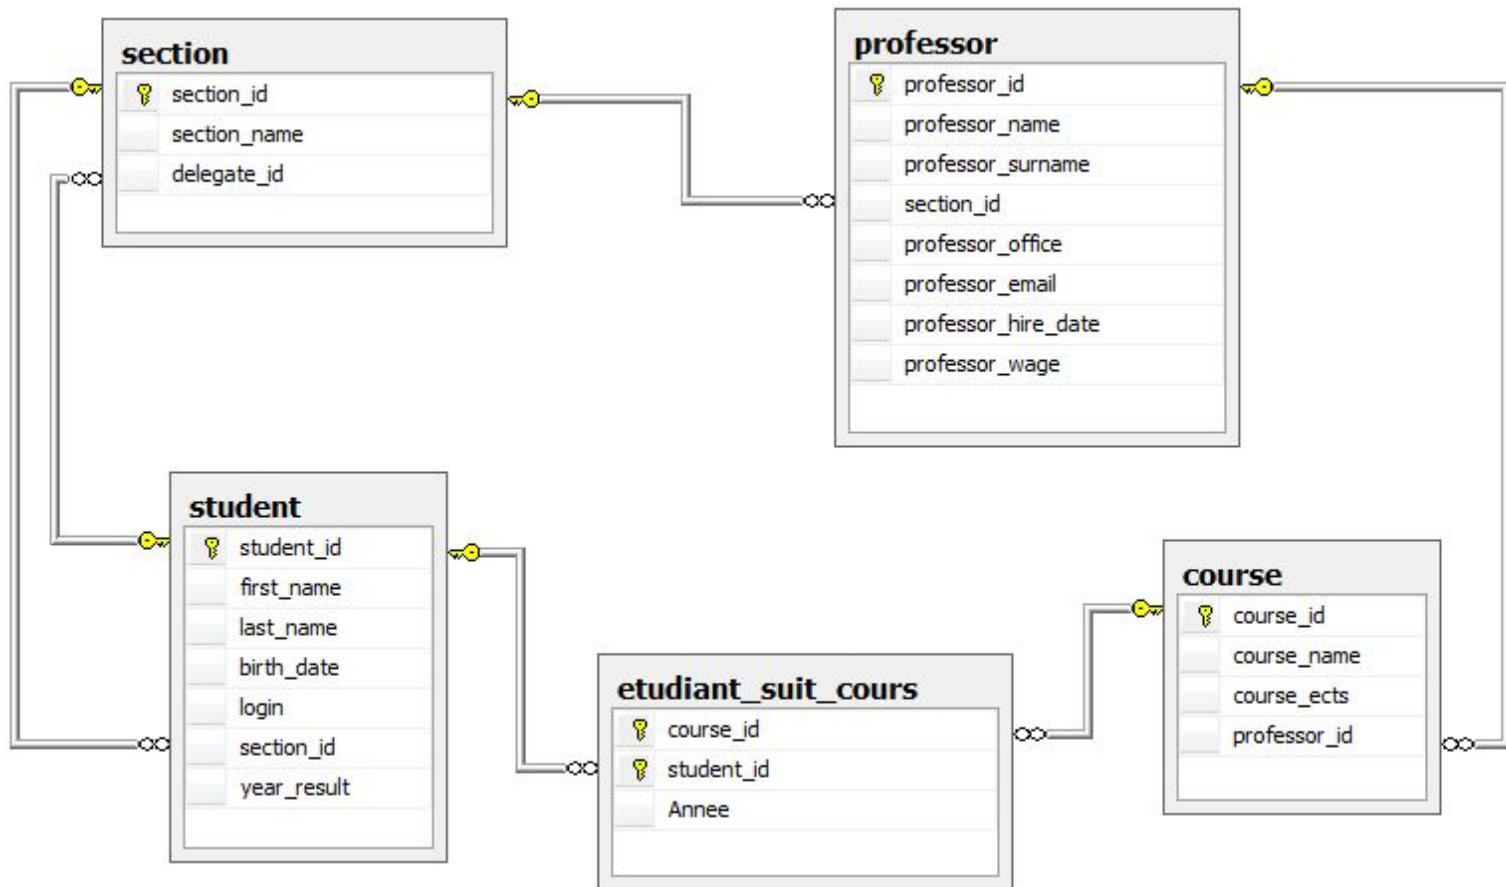 section
section_id
section_name
delegate_id
professor
professor_id
professor_name
professor_surname
section_id
professor_office
professor_email
professor_hire_date
professor_wage
student
student_id
first_name
last_name
birth_date
login
section_id
year_result
etudiant_suit_cours
course_id
student_id
Annee
course
course_id
course_name
course_ects
professor_id